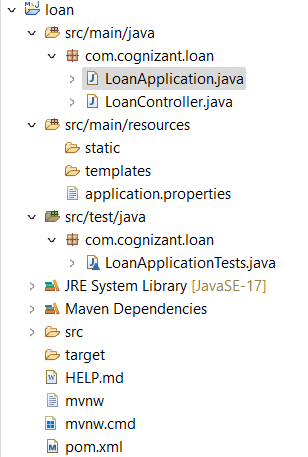 loan
src/main/java
com.cognizant.loan
LoanApplication.java
LoanController.java
src/main/resources
static
templates
application.properties
src/test/java
com.cognizant.loan
LoanApplicationTests.java
JRE System Library [JavaSE-17]
Maven Dependencies
src
target
HELP.md
mvnw
mvnw.cmd
pom.xml